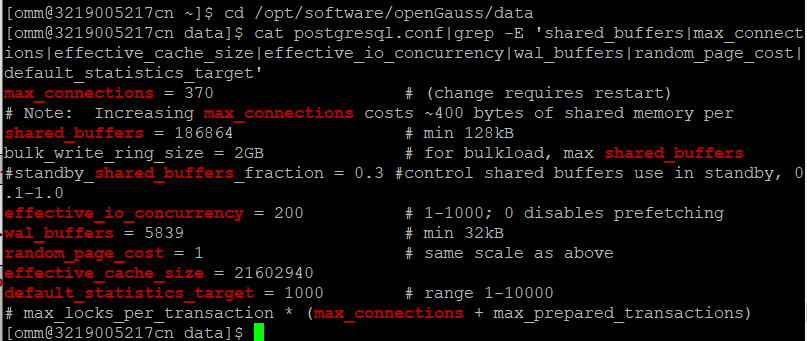 [omm@3219005217cn ~]$ cd /opt/software/openGauss/data
[omm@3219005217cn data]$ cat postgresql.conf|grep -E 'shared_buffers|max_connect
ions|effective_cache_size|effective_io_concurrency|wal_buffers|random_page_cost|
default_statistics_target'
max_connections = 370 # (change requires restart)
# Note:  Increasing max_connections costs ~400 bytes of shared memory per
shared_buffers = 186864 # min 128kB
bulk_write_ring_size = 2GB # for bulkload, max shared_buffers
#standby_shared_buffers_fraction = 0.3 #control shared buffers use in standby, 0
.1-1.0
effective_io_concurrency = 200 # 1-1000; 0 disables prefetching
wal_buffers = 5839 # min 32kB
random_page_cost = 1 # same scale as above
effective_cache_size = 21602940
default_statistics_target = 1000 # range 1-10000
# max_locks_per_transaction * (max_connections + max_prepared_transactions)
[omm@3219005217cn data]$